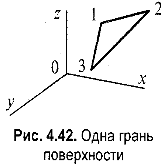 z
1
2
0
3
x
y
Рис. 4.42. Одна грань
поверхности